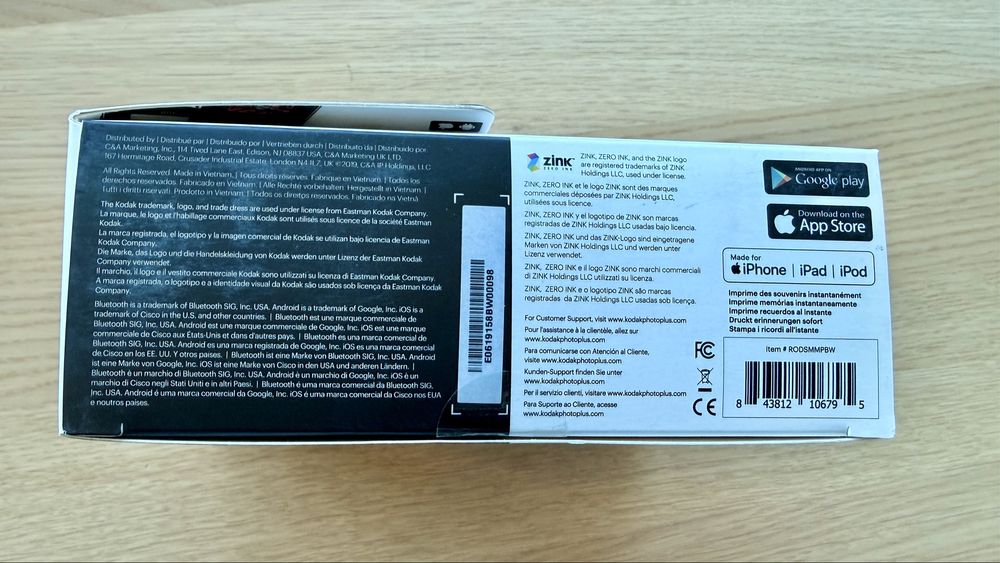 Distributed by | Distribué par | Distribuido por | Vertrieben durch | Distribuito da | Distribuido por:
C&A Marketing, Inc., 114 Tived Lane East, Edison, NJ 08837 USA, C&A Marketing UK LTD,
167 Hermitage Road, Crusader Industrial Estate, London N4 1LZ, UK ©2019, C&A IP Holdings, LLC
All Rights Reserved. Made in Vietnam. | Tous droits réservés. Fabrique en Vietnam. | Todos los
derechos reservados. Fabricado en Vietnam. | Alle Rechte vorbehalten. Hergestellt in Vietnam. |
Tutti i diritti riservati. Prodotto in Vietnam. | Todos os direitos reservados. Fabricado na Vietnã
The Kodak trademark, logo, and trade dress are used under license from Eastman Kodak Company.
La marque, le logo et l'habillage commerciaux Kodak sont utilisés sous licence de la société Eastman
Kodak.
La marca registrada, el logotipo y la imagen comercial de Kodak se utilizan bajo licencia de Eastman
Kodak Company.
Die Marke, das Logo und die Handelskleidung von Kodak werden unter Lizenz der Eastman Kodak
Company verwendet.
Il marchio, il logo e il vestito commerciale Kodak sono utilizzati su licenza di Eastman Kodak Company.
A marca registrada, o logotipo e a identidade visual da Kodak são usados sob licença da Eastman Kodak
Company.
Bluetooth is a trademark of Bluetooth SIG, Inc. USA. Android is a trademark of Google, Inc. iOS is a
trademark of Cisco in the U.S. and other countries. | Bluetooth est une marque commerciale de
Bluetooth SIG, Inc. USA. Android est une marque commerciale de Google, Inc. iOS est une marque
commerciale de Cisco aux États-Unis et dans d'autres pays. | Bluetooth es una marca comercial de
Bluetooth SIG, Inc. USA. Android es una marca registrada de Google, Inc. iOS es una marca comercial
de Cisco en los EE. UU. Y otros paises. | Bluetooth ist eine Marke von Bluetooth SIG, Inc. USA. Android
ist eine Marke von Google, Inc. iOS ist eine Marke von Cisco in den USA und anderen Ländern. |
Bluetooth è un marchio di Bluetooth SIG, Inc. USA. Android è un marchio di Google, Inc. iOS è un
marchio di Cisco negli Stati Uniti e in altri Paesi. | Bluetooth é uma marca comercial da Bluetooth SIG,
Inc. USA. Android é uma marca comercial da Google, Inc. iOS é uma marca comercial da Cisco nos EUA
e noutros países.
E0619158BW00098
zink™
ZERO INK
ZINK, ZERO INK, and the ZINK logo
are registered trademarks of ZINK
Holdings LLC, used under license.
ZINK, ZERO INK et le logo ZINK sont des marques
commerciales déposées par ZINK Holdings LLC,
utilisées sous licence.
ZINK, ZERO INK y el logotipo de ZINK son marcas
registradas de ZINK Holdings LLC usadas bajo licencia.
ZINK, ZERO INK und das ZINK-Logo sind eingetragene
Marken von ZINK Holdings LLC und werden unter
Lizenz verwendet.
ZINK, ZERO INK e il logo ZINK sono marchi commerciali
di ZINK Holdings LLC utilizzati su licenza.
ZINK, ZERO INK e o logotipo ZINK são marcas
registradas da ZINK Holdings LLC usadas sob licença.
For Customer Support, visit www.kodakphotoplus.com
Pour l'assistance à la clientèle, allez sur
www.kodakphotoplus.com
Para comunicarse con Atención al Cliente,
visite www.kodakphotoplus.com
Kunden-Support finden Sie unter
www.kodakphotoplus.com
Per il servizio clienti, visitare www.kodakphotoplus.com
Para Suporte ao Cliente, acesse
www.kodakphotoplus.com
FC
CE
ANDROID APP ON
Google play
Download on the
App Store
Made for
iPhone | iPad | iPod
Imprime des souvenirs instantanément
Imprime memórias instantaneamente
Imprime recuerdos al instante
Druckt erinnerungen sofort
Stampa i ricordi all'istante
Item # RODSMMPBW
8 43812 10679 5